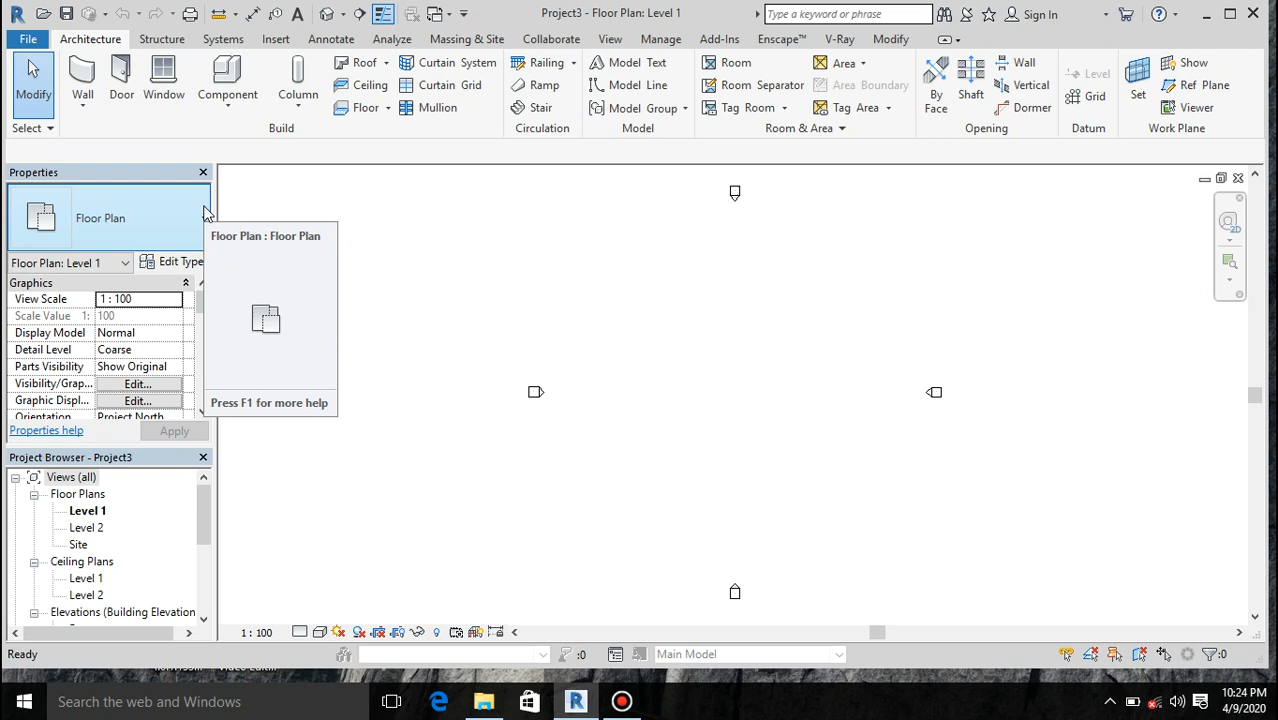 Project3 - Floor Plan: Level 1
Type a keyword or phrase
Sign In
File
Architecture
Structure
Systems
Insert
Annotate
Analyze
Massing & Site
Collaborate
View
Manage
Add-Ins
Enscape™
V-Ray
Modify
Modify
Wall
Door
Window
Component
Column
Roof
Ceiling
Floor
Curtain System
Curtain Grid
Mullion
Railing
Ramp
Stair
Model Text
Model Line
Model Group
Room
Room Separator
Tag Room
Area
Area Boundary
Tag Area
By Face
Shaft
Wall
Vertical
Dormer
Level
Grid
Set
Show
Ref Plane
Viewer
Select
Build
Circulation
Model
Room & Area
Opening
Datum
Work Plane
Properties
Floor Plan
Floor Plan: Level 1
Edit Type
Graphics
View Scale 1 : 100
Scale Value 1: 100
Display Model Normal
Detail Level Coarse
Parts Visibility Show Original
Visibility/Grap... Edit...
Graphic Displ... Edit...
Orientation Project North
Properties help
Apply
Floor Plan : Floor Plan
Press F1 for more help
2D
Project Browser - Project3
Views (all)
Floor Plans
Level 1
Level 2
Site
Ceiling Plans
Level 1
Level 2
Elevations (Building Elevation
1 : 100
Ready
:0
Main Model
:0
Search the web and Windows
10:24 PM
4/9/2020